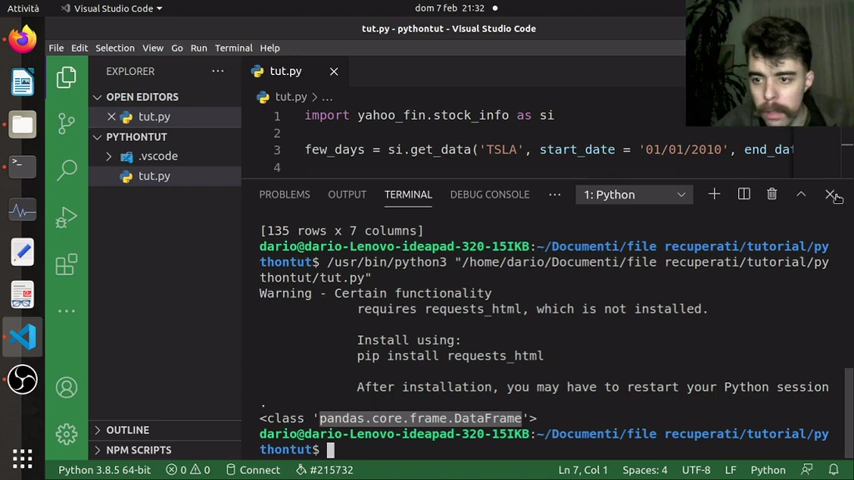 Attività
Visual Studio Code
dom 7 feb 21:32
tut.py - pythontut - Visual Studio Code
File Edit Selection View Go Run Terminal Help
EXPLORER
tut.py
OPEN EDITORS
tut.py
PYTHONTUT
.vscode
tut.py
tut.py > ...
1 import yahoo_fin.stock_info as si
2
3 few_days = si.get_data('TSLA', start_date = '01/01/2010', end_dat
4
PROBLEMS OUTPUT TERMINAL DEBUG CONSOLE ... 1: Python
[135 rows x 7 columns]
dario@dario-Lenovo-ideapad-320-15IKB:~/Documenti/file recuperati/tutorial/py
thontut$ /usr/bin/python3 "/home/dario/Documenti/file recuperati/tutorial/py
thontut/tut.py"
Warning - Certain functionality
requires requests_html, which is not installed.
Install using:
pip install requests_html
After installation, you may have to restart your Python session
.
<class 'pandas.core.frame.DataFrame'>
dario@dario-Lenovo-ideapad-320-15IKB:~/Documenti/file recuperati/tutorial/py
thontut$
OUTLINE
NPM SCRIPTS
Python 3.8.5 64-bit 0 0 Connect #215732 Ln 7, Col 1 Spaces: 4 UTF-8 LF Python